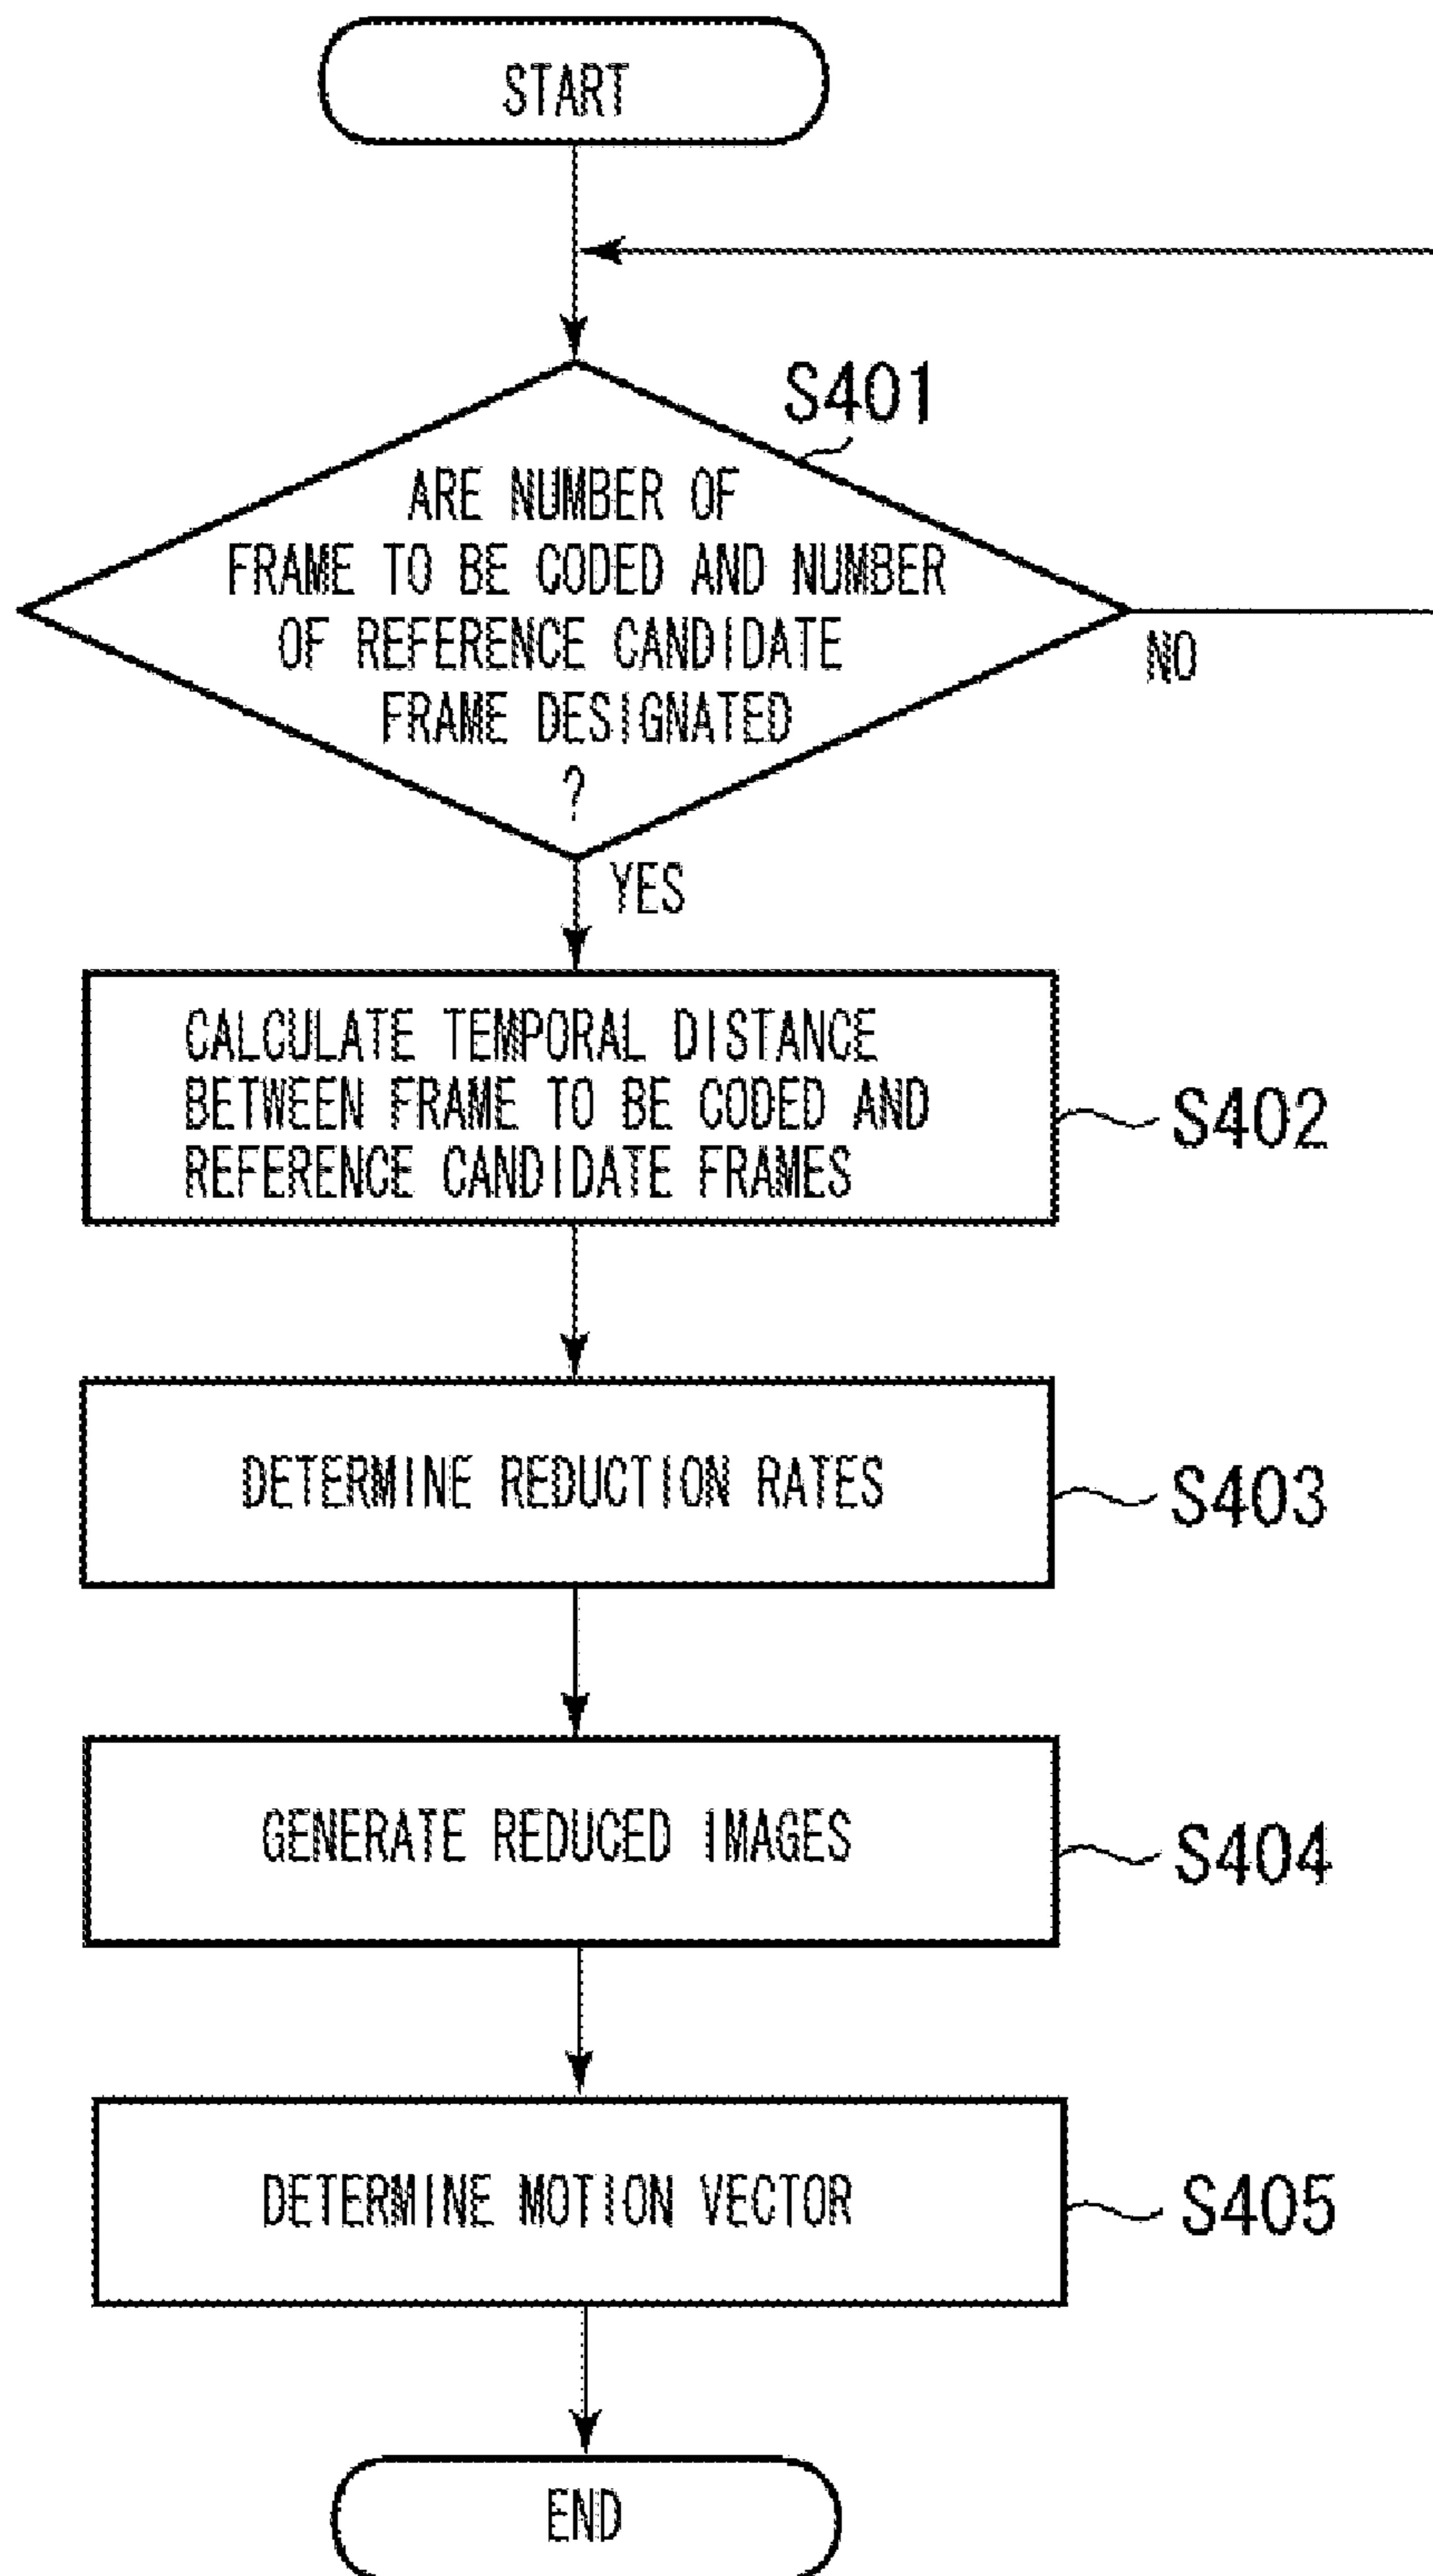 START
S401
ARE NUMBER OF
FRAME TO BE CODED AND NUMBER
OF REFERENCE CANDIDATE
FRAME DESIGNATED
?
NO
YES
CALCULATE TEMPORAL DISTANCE
BETWEEN FRAME TO BE CODED AND
REFERENCE CANDIDATE FRAMES
S402
DETERMINE REDUCTION RATES
S403
GENERATE REDUCED IMAGES
S404
DETERMINE MOTION VECTOR
S405
END